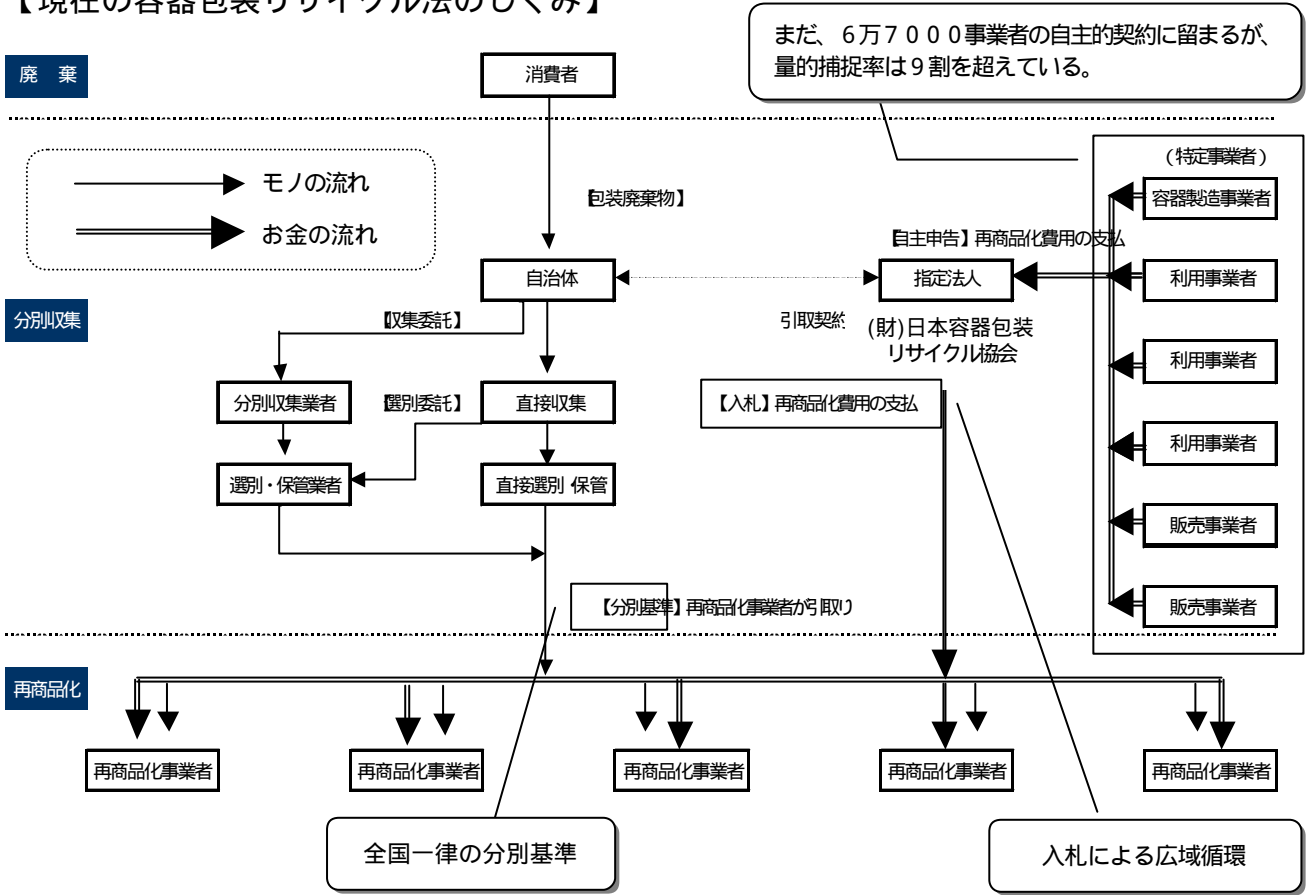 【現在の容器包装リサイクル法のしくみ】
まだ、６万７０００事業者の自主的契約に留まるが、
量的捕捉率は９割を超えている。
廃　棄
消費者
モノの流れ
お金の流れ
【包装廃棄物】
（特定事業者）
容器製造事業者
【自主申告】再商品化費用の支払
自治体
指定法人
利用事業者
分別収集
【収集委託】
引取契約
(財)日本容器包装
リサイクル協会
利用事業者
分別収集業者
【選別委託】
直接収集
【入札】再商品化費用の支払
利用事業者
選別・保管業者
直接選別・保管
販売事業者
【分別基準】再商品化事業者が引取り
販売事業者
再商品化
再商品化事業者
再商品化事業者
再商品化事業者
再商品化事業者
再商品化事業者
全国一律の分別基準
入札による広域循環